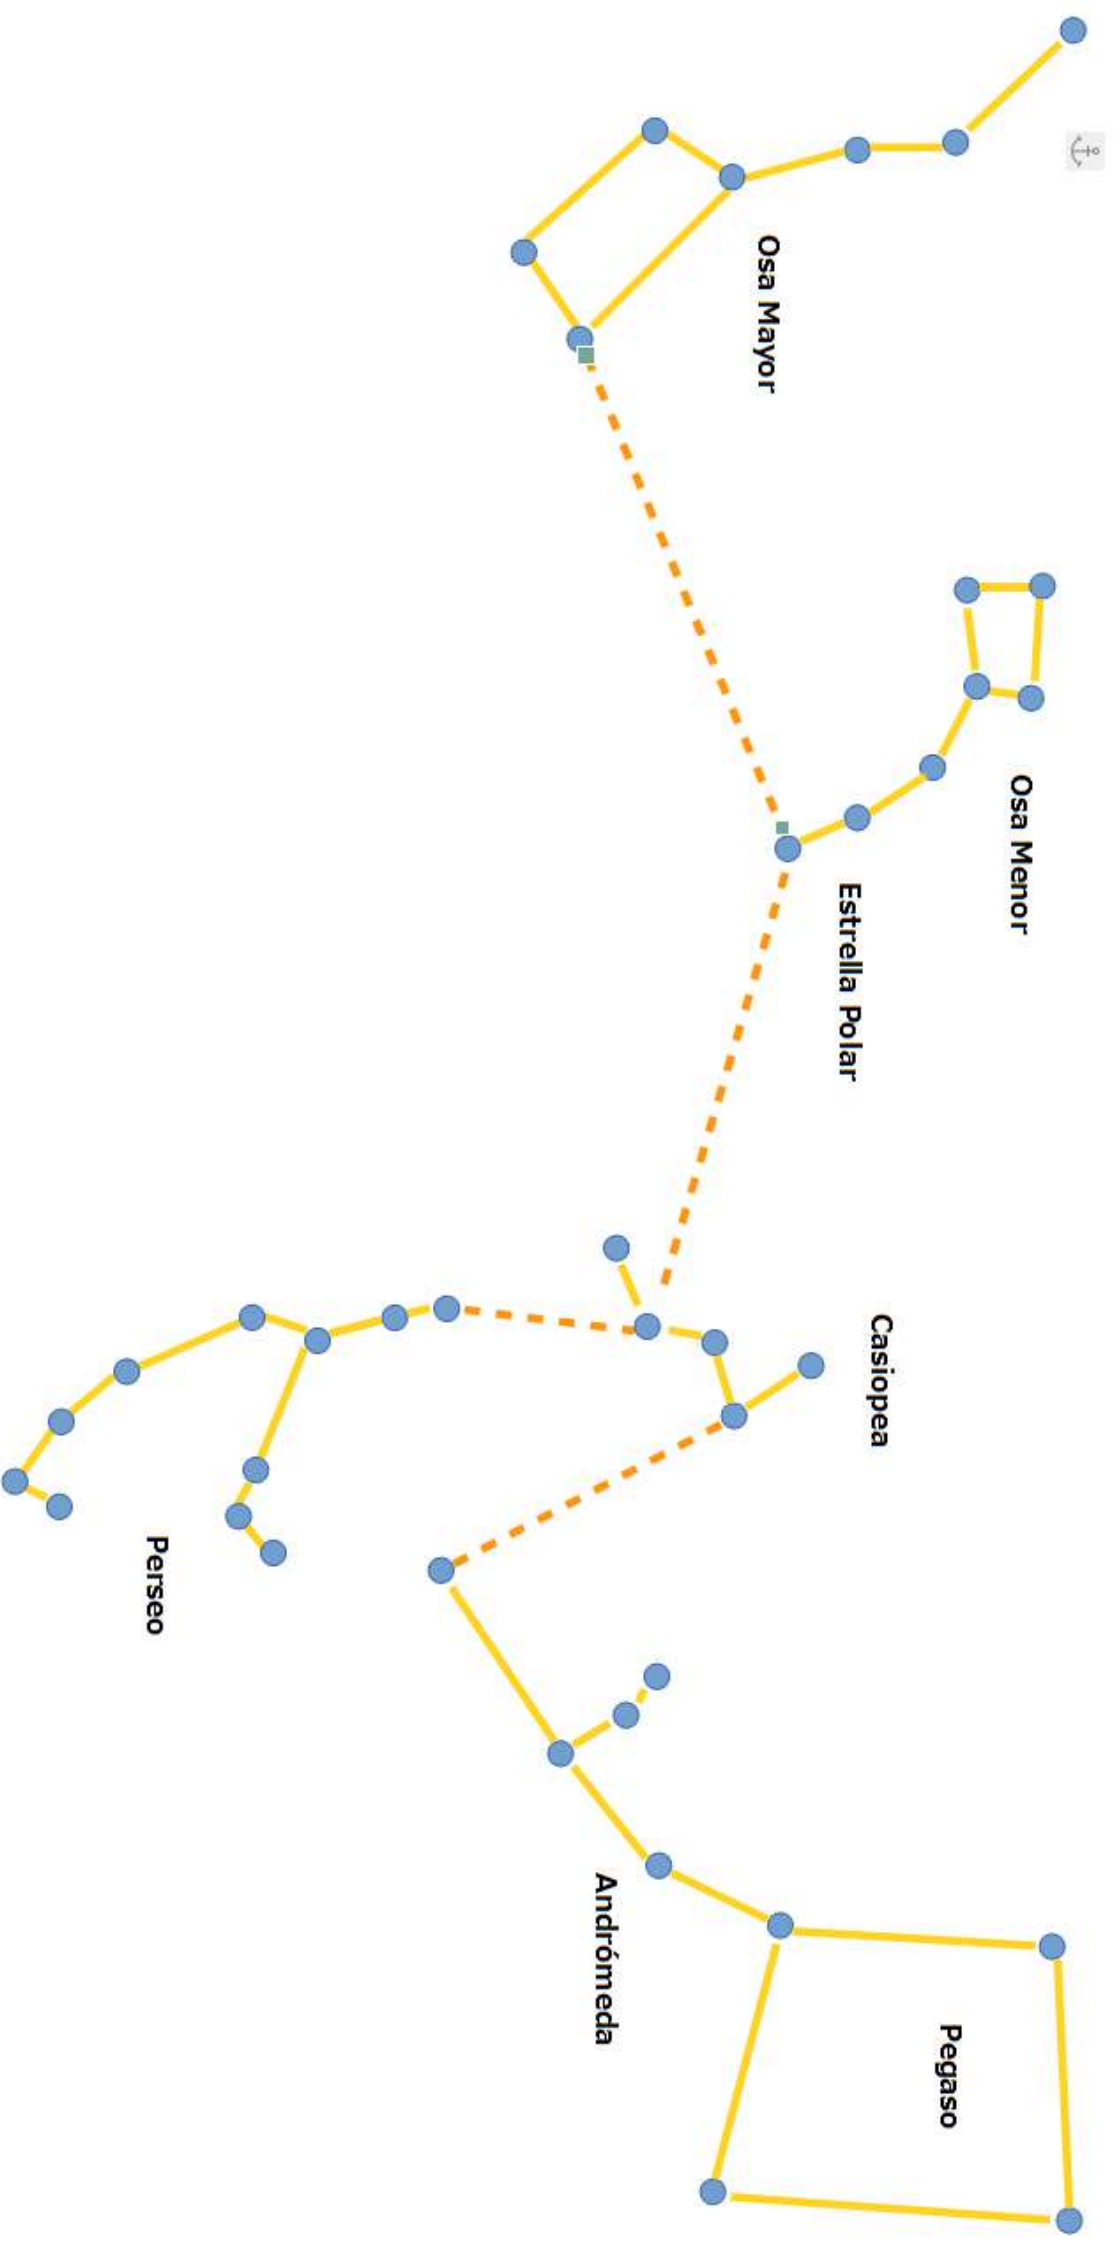 Osa Mayor
Osa Menor
Estrella Polar
Casiopea
Perseo
Andrómeda
Pegaso